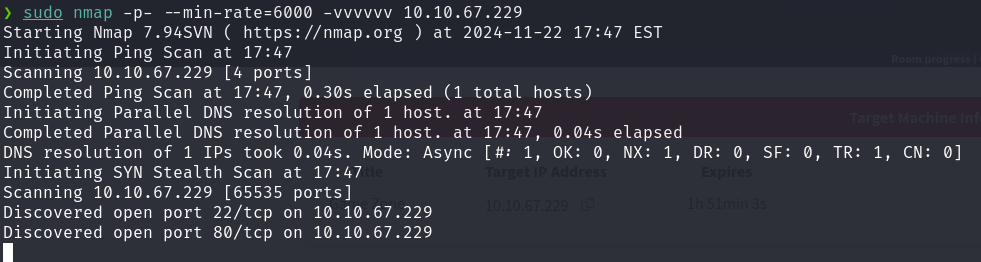 ❯ sudo nmap -p- --min-rate=6000 -vvvvvv 10.10.67.229
Starting Nmap 7.94SVN ( https://nmap.org ) at 2024-11-22 17:47 EST
Initiating Ping Scan at 17:47
Scanning 10.10.67.229 [4 ports]
Completed Ping Scan at 17:47, 0.30s elapsed (1 total hosts)
Room progress
Initiating Parallel DNS resolution of 1 host. at 17:47
Target Machine Inf
Completed Parallel DNS resolution of 1 host. at 17:47, 0.04s elapsed
DNS resolution of 1 IPs took 0.04s. Mode: Async [#: 1, OK: 0, NX: 1, DR: 0, SF: 0, TR: 1, CN: 0]
Initiating SYN Stealth Scan at 17:47
Target IP Address Expires
Scanning 10.10.67.229 [65535 ports]
10.10.67.229 1h 51min 3s
Discovered open port 22/tcp on 10.10.67.229
Discovered open port 80/tcp on 10.10.67.229